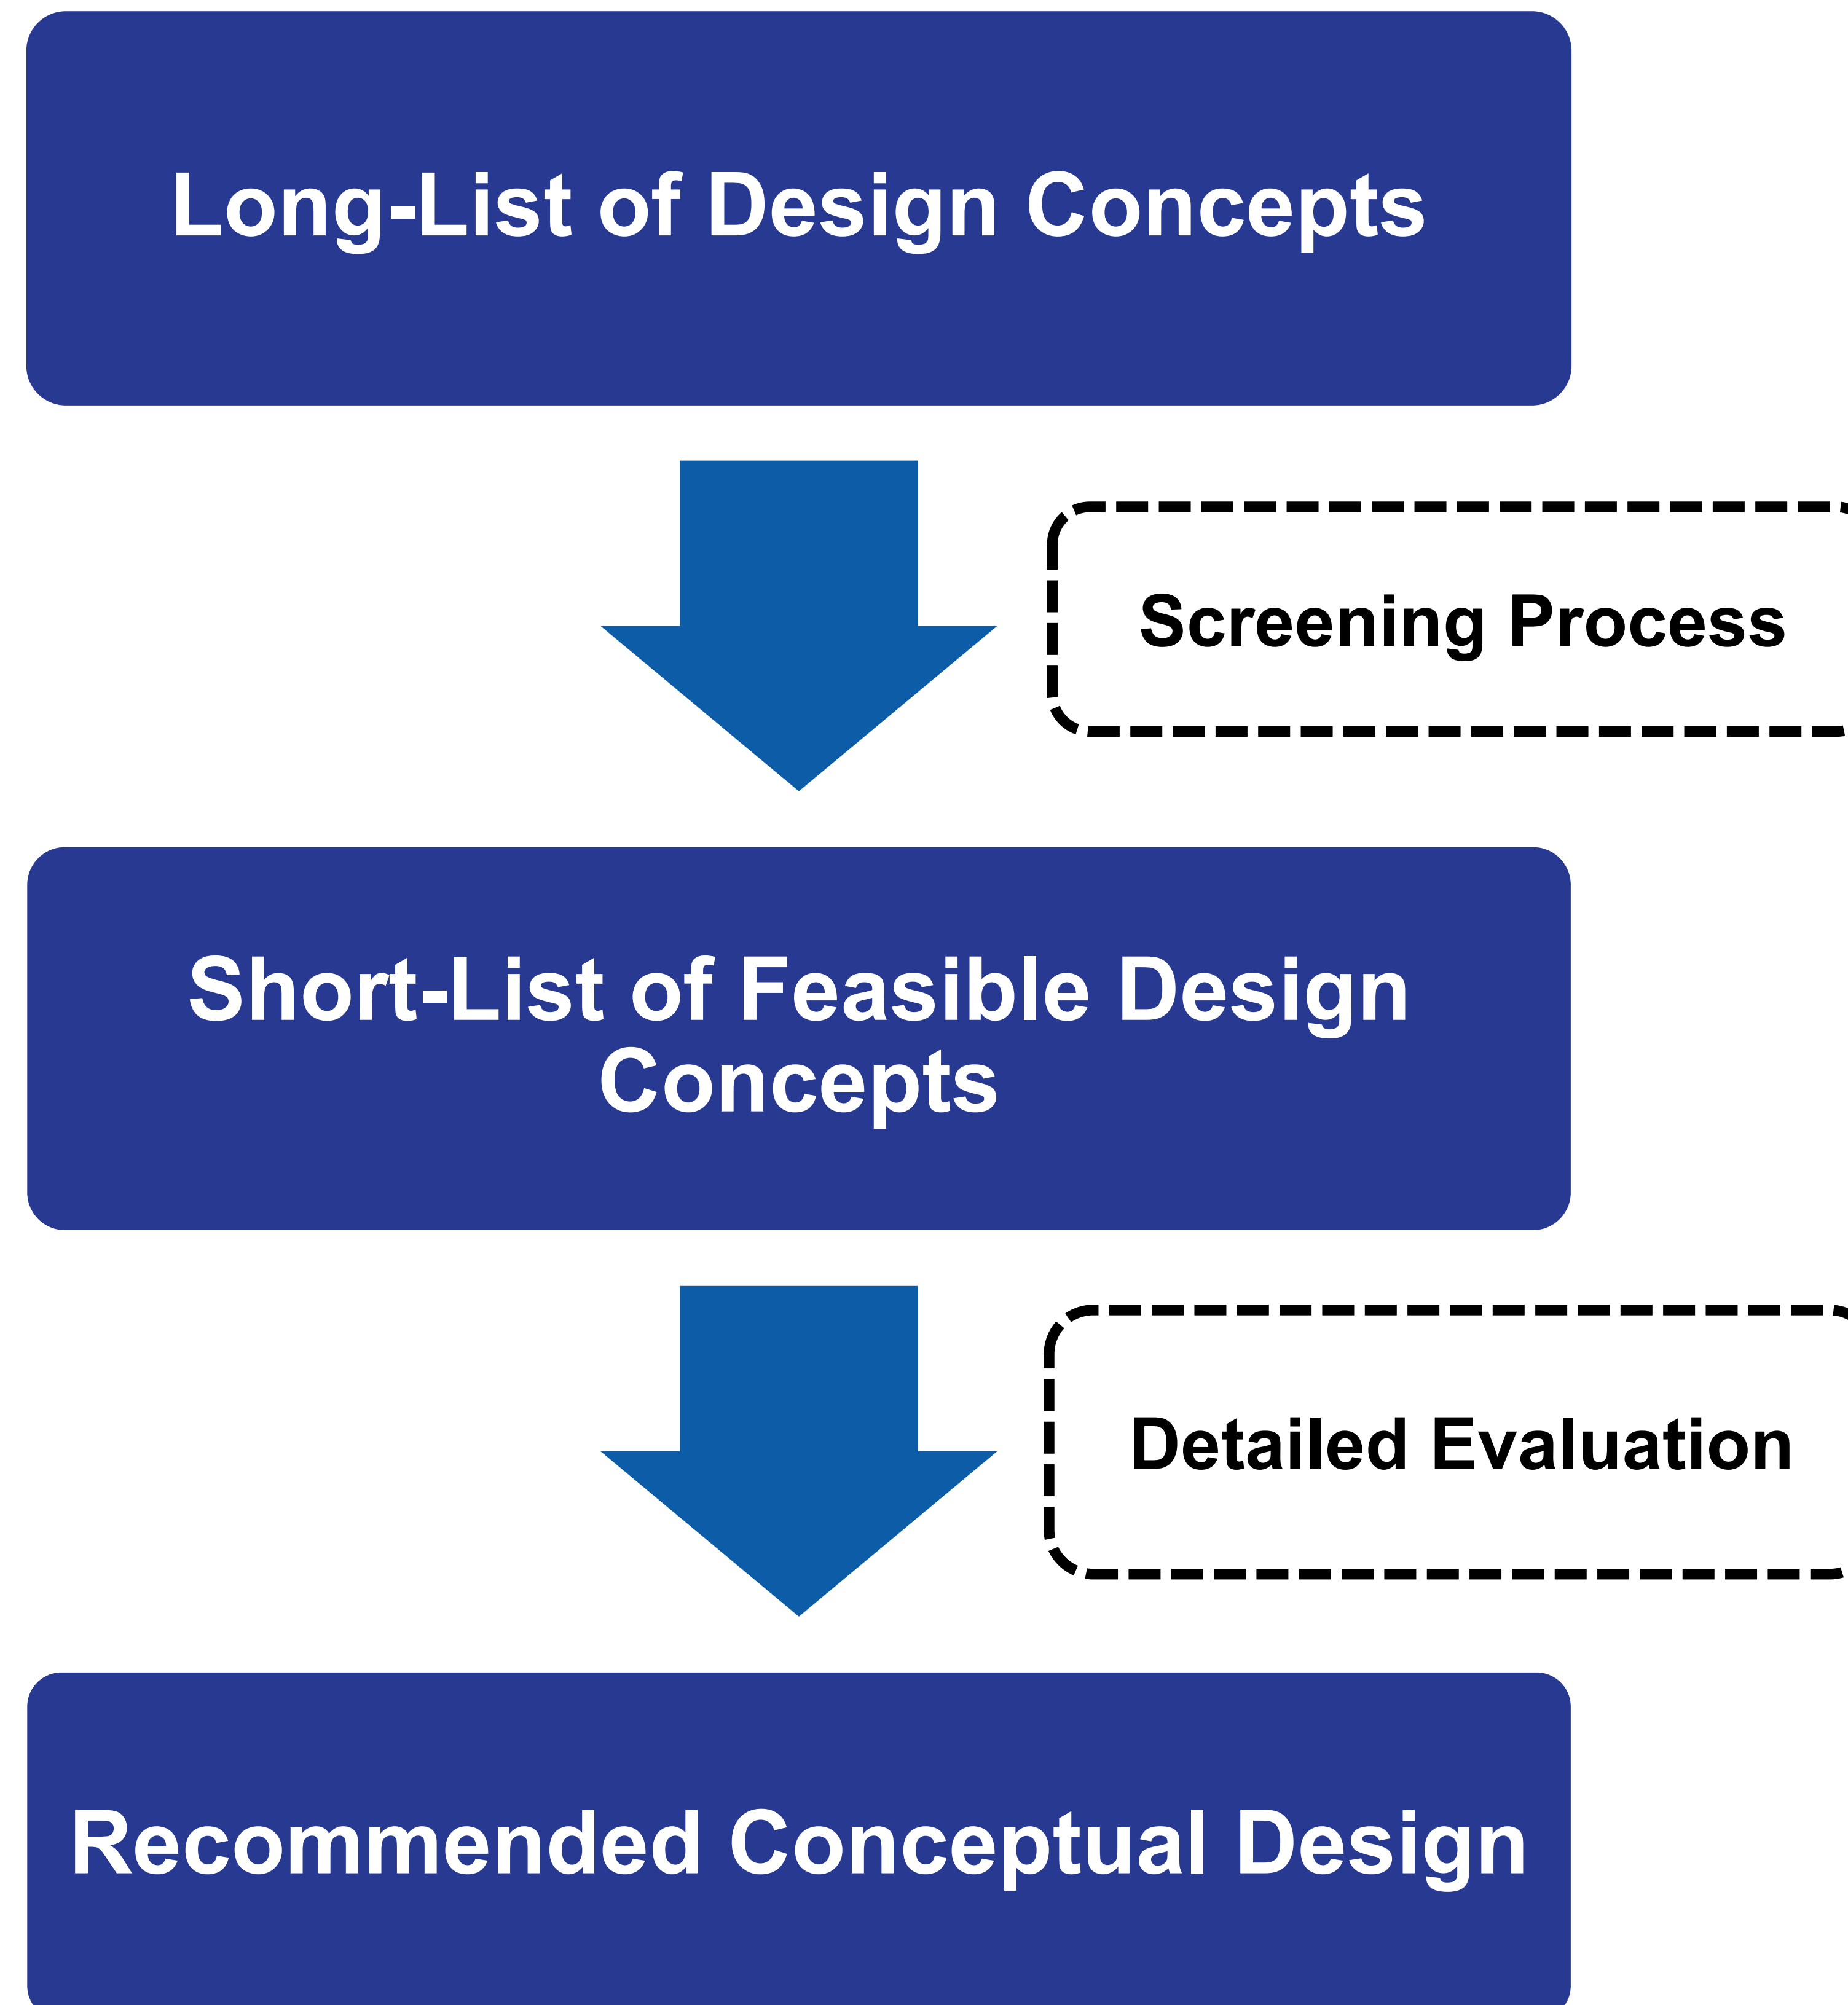 Long-List of Design Concepts
Screening Process
Short-List of Feasible Design
Concepts
Detailed Evaluation
Recommended Conceptual Design